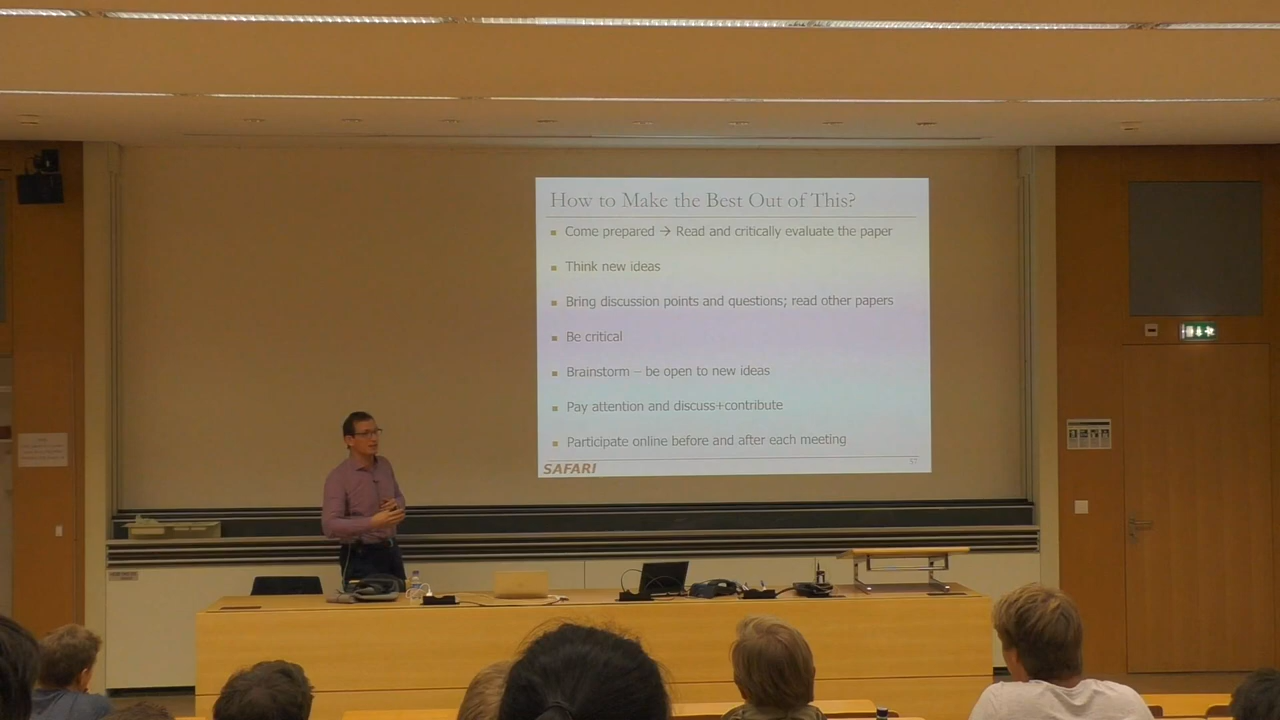 How to Make the Best Out of This?
▪ Come prepared → Read and critically evaluate the paper
▪ Think new ideas
▪ Bring discussion points and questions; read other papers
▪ Be critical
▪ Brainstorm – be open to new ideas
▪ Pay attention and discuss+contribute
▪ Participate online before and after each meeting
SAFARI
57